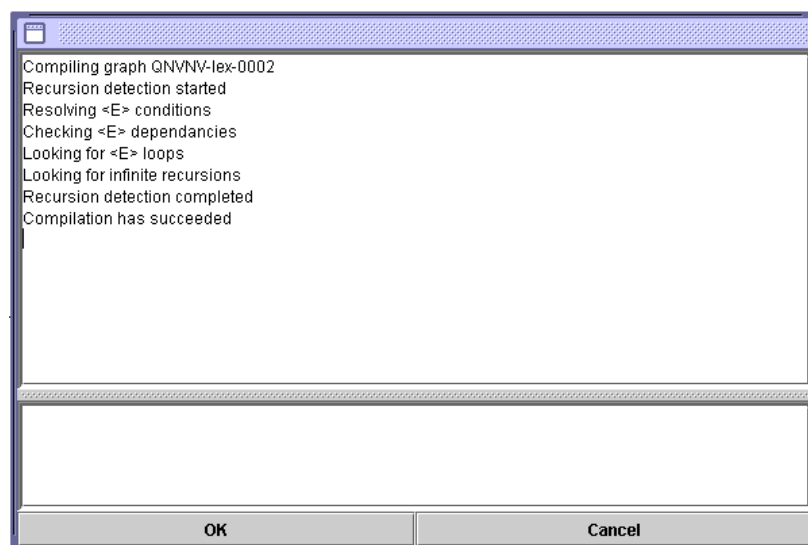 Compiling graph QNVNV-lex-0002
Recursion detection started
Resolving <E> conditions
Checking <E> dependancies
Looking for <E> loops
Looking for infinite recursions
Recursion detection completed
Compilation has succeeded
OK Cancel